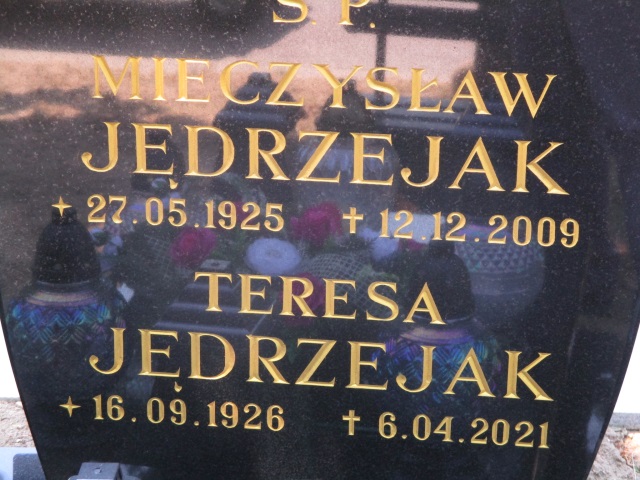 Ś. P.
MIECZYSŁAW
JĘDRZEJAK
27.05.1925 † 12.12.2009
TERESA
JĘDRZEJAK
16.09.1926 † 6.04.2021